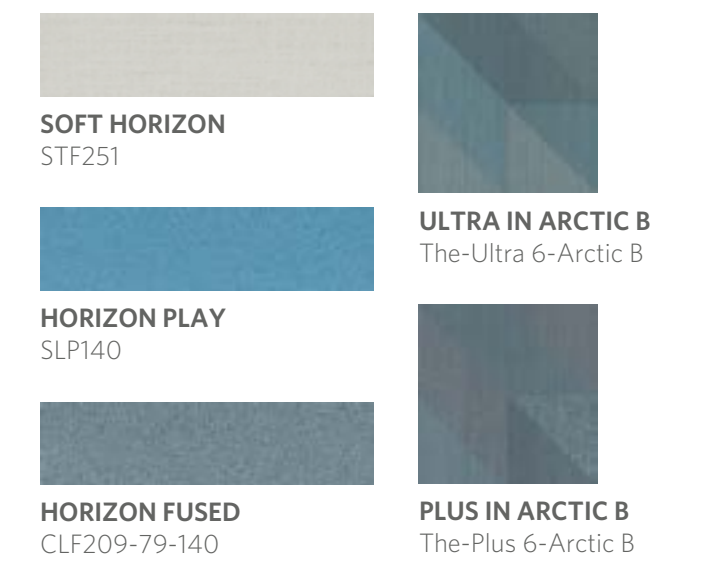 SOFT HORIZON
STF251
HORIZON PLAY
SLP140
HORIZON FUSED
CLF209-79-140
ULTRA IN ARCTIC B
The-Ultra 6-Arctic B
PLUS IN ARCTIC B
The-Plus 6-Arctic B